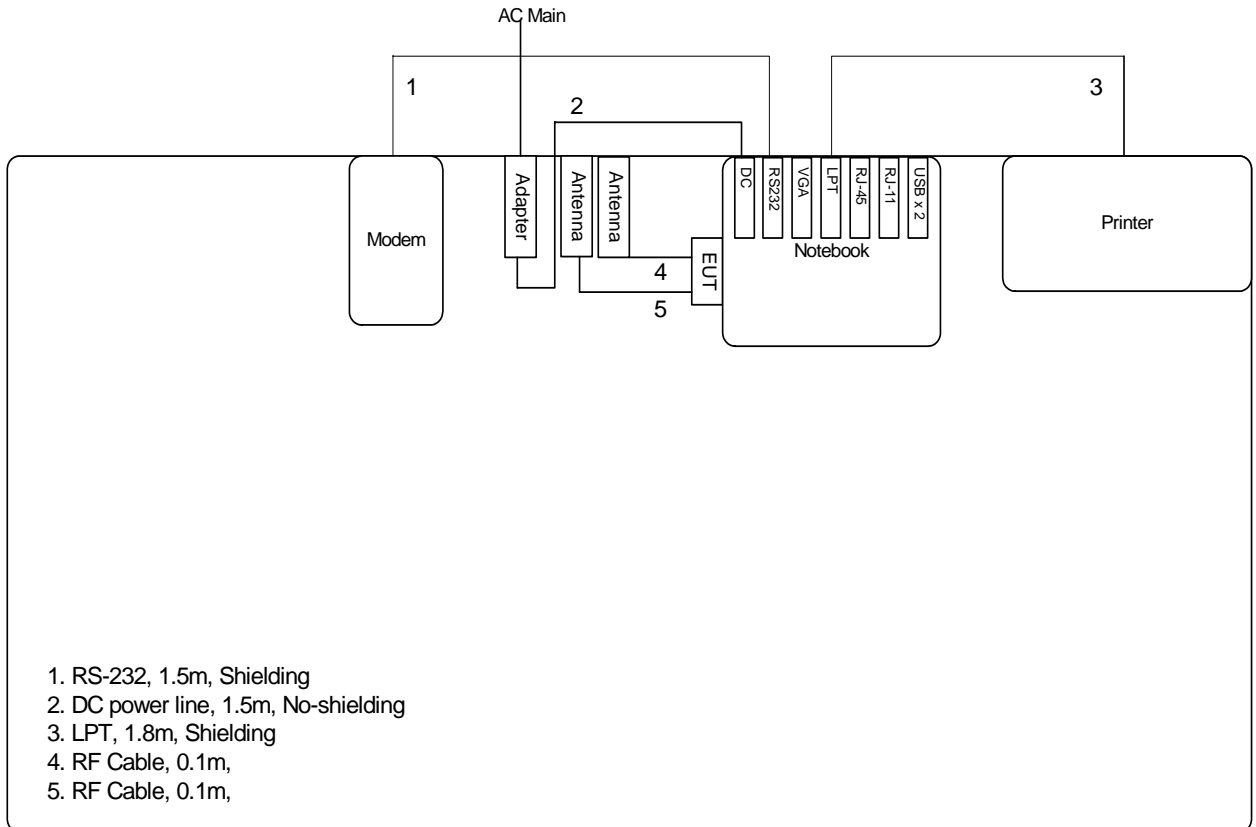 AC Main
1
3
2
Modem
Adapter
Antenna
Antenna
DC
RS232
VGA
LPT
RJ-45
RJ-11
USB x 2
Notebook
EUT
Printer
4
5
1. RS-232, 1.5m, Shielding
2. DC power line, 1.5m, No-shielding
3. LPT, 1.8m, Shielding
4. RF Cable, 0.1m,
5. RF Cable, 0.1m,